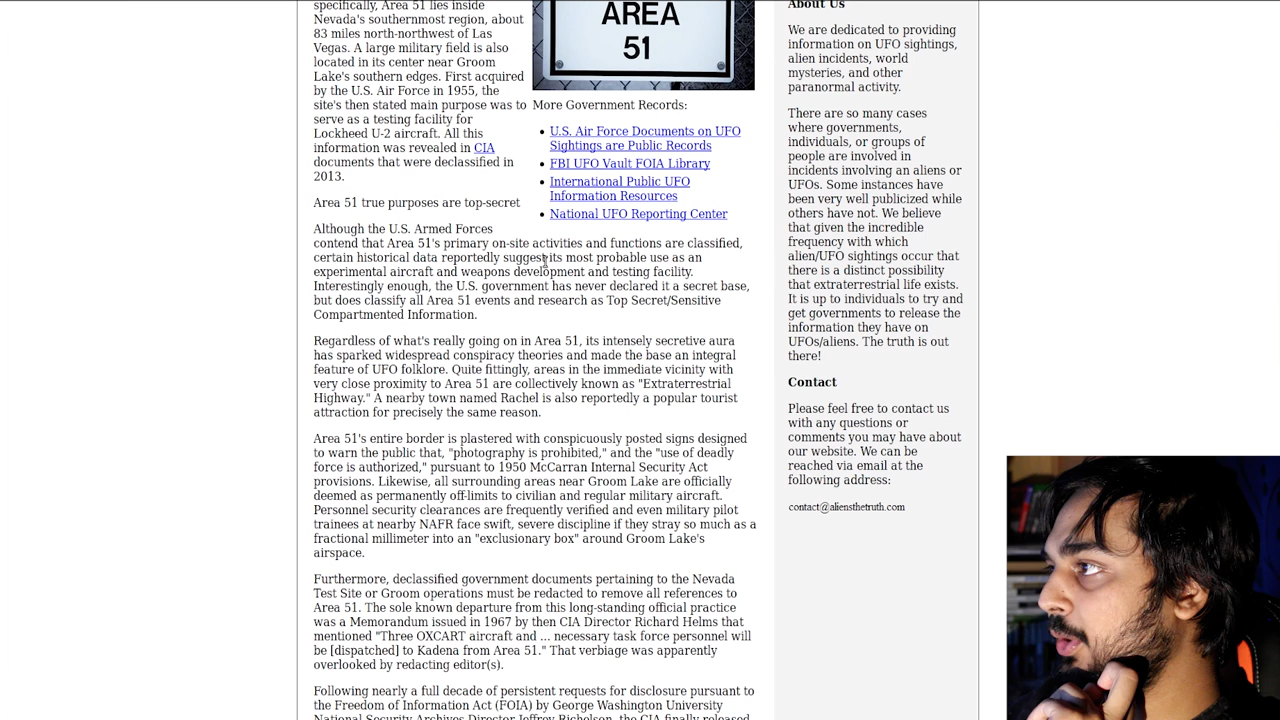 specifically, Area 51 lies inside
Nevada's southernmost region, about
83 miles north-northwest of Las
Vegas. A large military field is also
located in its center near Groom
Lake's southern edges. First acquired
by the U.S. Air Force in 1955, the
site's then stated main purpose was to
serve as a testing facility for
Lockheed U-2 aircraft. All this
information was revealed in CIA
documents that were declassified in
2013.
AREA
51
More Government Records:
U.S. Air Force Documents on UFO
Sightings are Public Records
FBI UFO Vault FOIA Library
International Public UFO
Information Resources
National UFO Reporting Center
Area 51 true purposes are top-secret
Although the U.S. Armed Forces
contend that Area 51's primary on-site activities and functions are classified,
certain historical data reportedly suggest its most probable use as an
experimental aircraft and weapons development and testing facility.
Interestingly enough, the U.S. government has never declared it a secret base,
but does classify all Area 51 events and research as Top Secret/Sensitive
Compartmented Information.
Regardless of what's really going on in Area 51, its intensely secretive aura
has sparked widespread conspiracy theories and made the base an integral
feature of UFO folklore. Quite fittingly, areas in the immediate vicinity with
very close proximity to Area 51 are collectively known as "Extraterrestrial
Highway." A nearby town named Rachel is also reportedly a popular tourist
attraction for precisely the same reason.
Area 51's entire border is plastered with conspicuously posted signs designed
to warn the public that, "photography is prohibited," and the "use of deadly
force is authorized," pursuant to 1950 McCarran Internal Security Act
provisions. Likewise, all surrounding areas near Groom Lake are officially
deemed as permanently off-limits to civilian and regular military aircraft.
Personnel security clearances are frequently verified and even military pilot
trainees at nearby NAFR face swift, severe discipline if they stray so much as a
fractional millimeter into an "exclusionary box" around Groom Lake's
airspace.
Furthermore, declassified government documents pertaining to the Nevada
Test Site or Groom operations must be redacted to remove all references to
Area 51. The sole known departure from this long-standing official practice
was a Memorandum issued in 1967 by then CIA Director Richard Helms that
mentioned "Three OXCART aircraft and ... necessary task force personnel will
be [dispatched] to Kadena from Area 51." That verbiage was apparently
overlooked by redacting editor(s).
Following nearly a full decade of persistent requests for disclosure pursuant to
the Freedom of Information Act (FOIA) by George Washington University
National Security Archives Director Jeffrey Richelson, the CIA finally released
About Us
We are dedicated to providing
information on UFO sightings,
alien incidents, world
mysteries, and other
paranormal activity.
There are so many cases
where governments,
individuals, or groups of
people are involved in
incidents involving an aliens or
UFOs. Some instances have
been very well publicized while
others have not. We believe
that given the incredible
frequency with which
alien/UFO sightings occur that
there is a distinct possibility
that extraterrestrial life exists.
It is up to individuals to try and
get governments to release the
information they have on
UFOs/aliens. The truth is out
there!
Contact
Please feel free to contact us
with any questions or
comments you may have about
our website. We can be
reached via email at the
following address:
contact@aliensthetruth.com